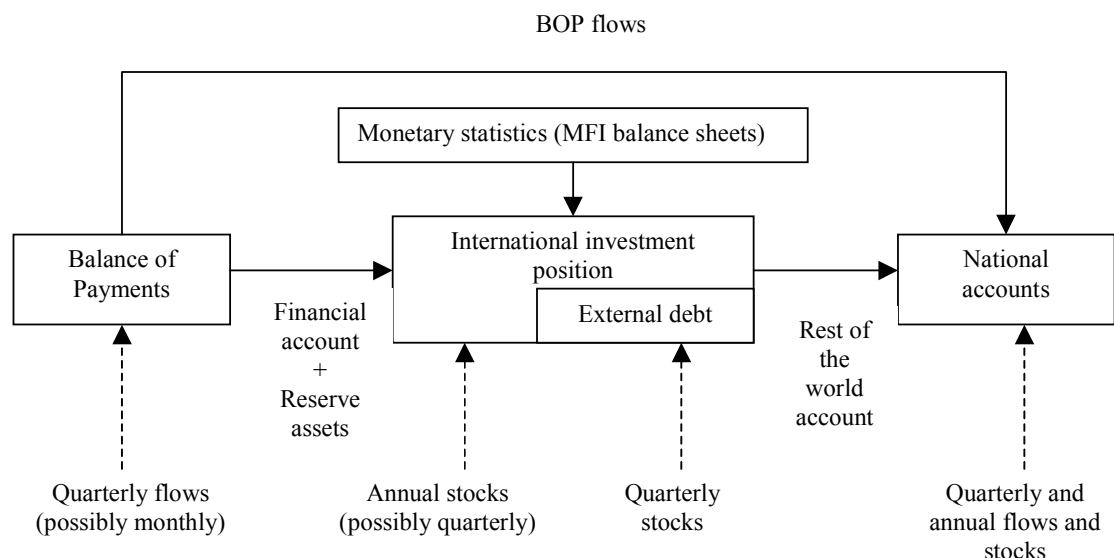 BOP flows
Monetary statistics (MFI balance sheets)
Balance of
Payments
International investment
position
External debt
National
accounts
Financial
account
+
Reserve
assets
Rest of
the
world
account
Quarterly flows
(possibly monthly)
Annual stocks
(possibly quarterly)
Quarterly
stocks
Quarterly and
annual flows and
stocks